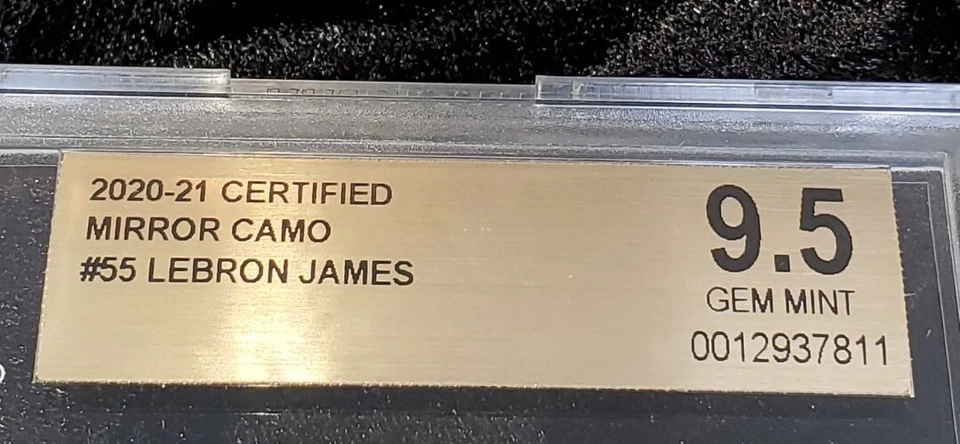 2020-21 CERTIFIED
MIRROR CAMO
#55 LEBRON JAMES
9.5
GEM MINT
0012937811